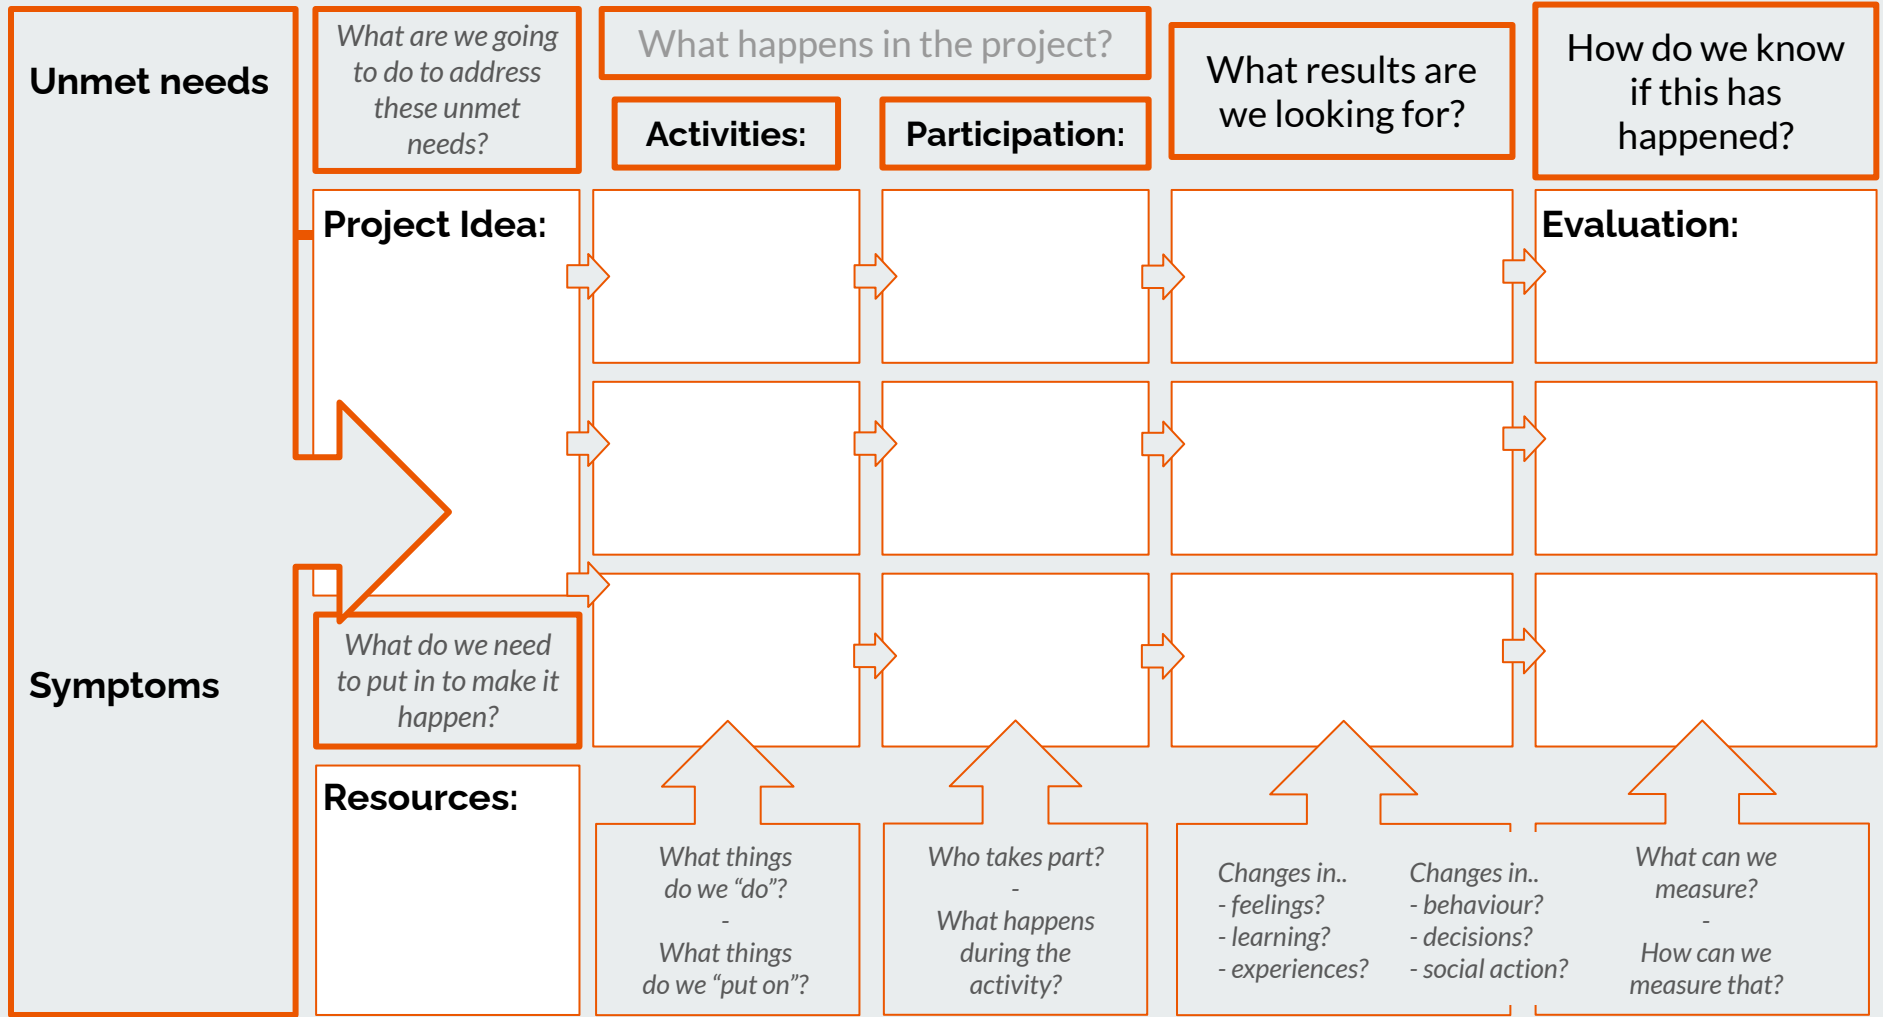 Unmet needs
Symptoms
What are we going
to do to address
these unmet
needs?
Project Idea:
What do we need
to put in to make it
happen?
Resources:
What happens in the project?
Activities:
Participation:
What results are
we looking for?
How do we know
if this has
happened?
Evaluation:
What things
do we “do”?
-
What things
do we “put on”?
Who takes part?
-
What happens
during the
activity?
Changes in..
- feelings?
- learning?
- experiences?
Changes in..
- behaviour?
- decisions?
- social action?
What can we
measure?
-
How can we
measure that?